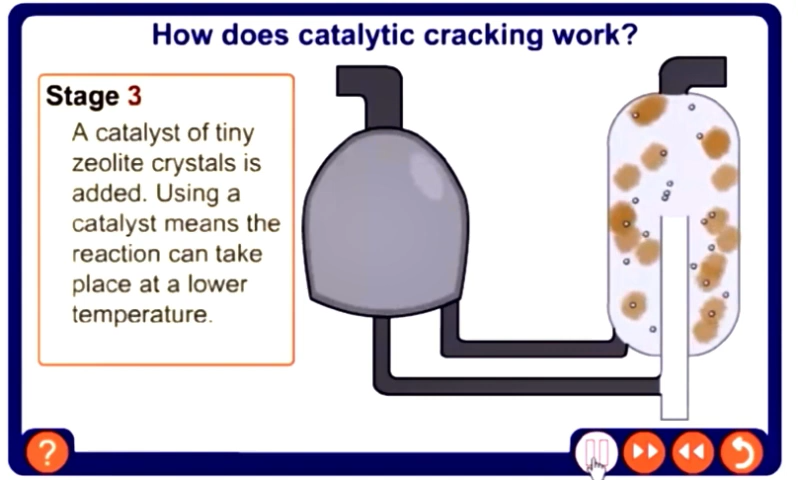 How does catalytic cracking work?
Stage 3
A catalyst of tiny
zeolite crystals is
added. Using a
catalyst means the
reaction can take
place at a lower
temperature.
?